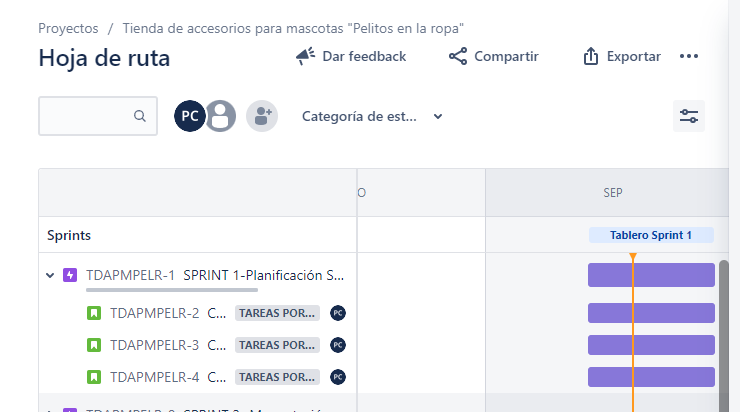 Proyectos / Tienda de accesorios para mascotas "Pelitos en la ropa"
Hoja de ruta
Dar feedback
Compartir
Exportar
PC
Categoría de est...
O
SEP
Sprints
Tablero Sprint 1
TDAPMPELR-1 SPRINT 1-Planificación S...
TDAPMPELR-2 C... TAREAS POR... PC
TDAPMPELR-3 C... TAREAS POR... PC
TDAPMPELR-4 C... TAREAS POR... PC